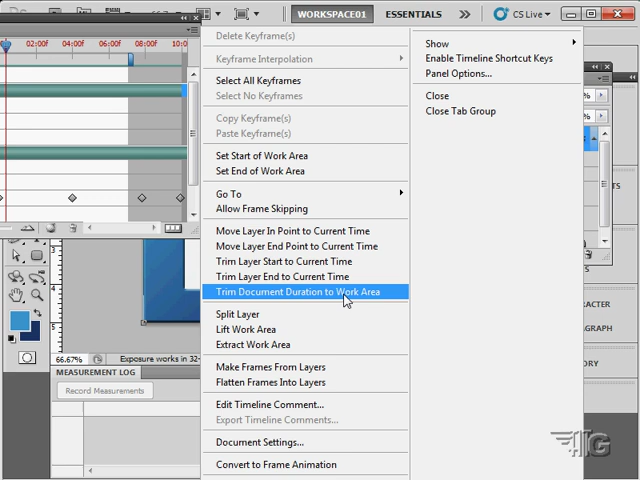 WORKSPACE01
ESSENTIALS
CS Live
02:00f
04:00f
06:00f
08:00f
10:0
Delete Keyframe(s)
Keyframe Interpolation
Select All Keyframes
Select No Keyframes
Copy Keyframe(s)
Paste Keyframe(s)
Set Start of Work Area
Set End of Work Area
Go To
Allow Frame Skipping
Move Layer In Point to Current Time
Move Layer End Point to Current Time
Trim Layer Start to Current Time
Trim Layer End to Current Time
Trim Document Duration to Work Area
Split Layer
Lift Work Area
Extract Work Area
Make Frames From Layers
Flatten Frames Into Layers
Edit Timeline Comment...
Export Timeline Comments...
Document Settings...
Convert to Frame Animation
Show
Enable Timeline Shortcut Keys
Panel Options...
Close
Close Tab Group
%
%
TS
ERACTER
RAGRAPH
TORY
66.67%
Exposure works in 32-
MEASUREMENT LOG
Record Measurements